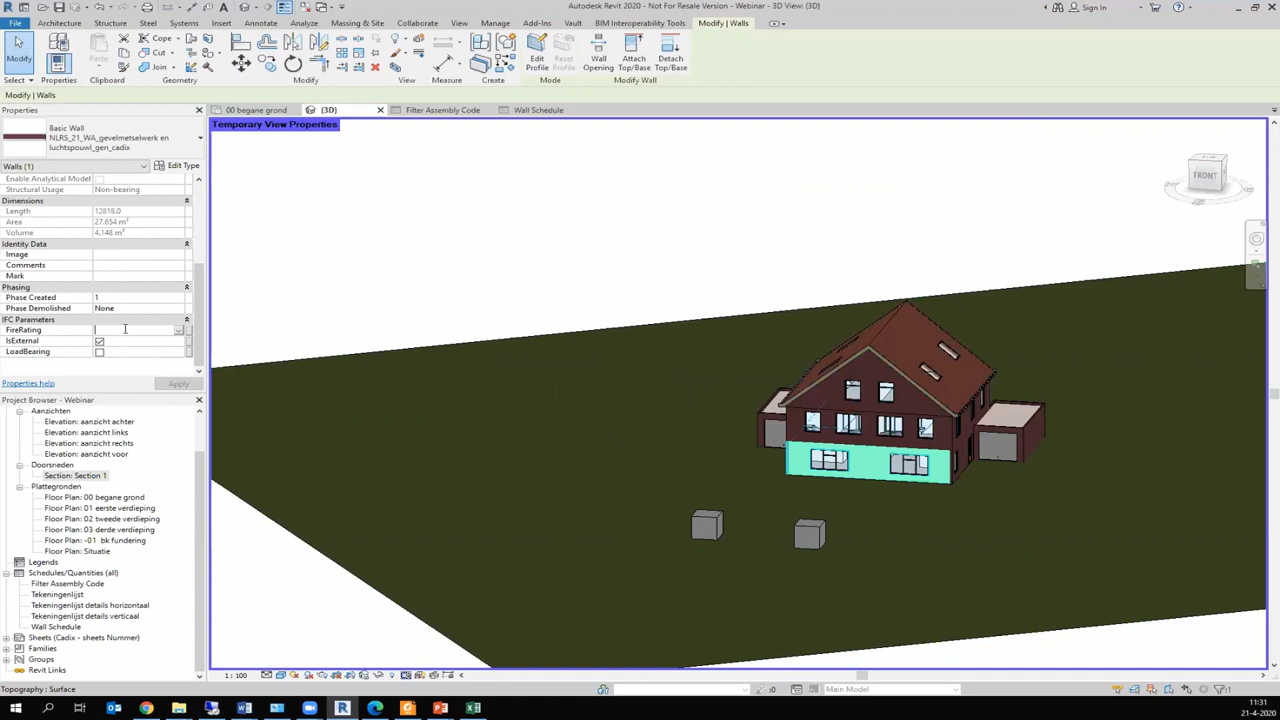 Autodesk Revit 2020 - Not For Resale Version - Webinar - 3D View: {3D}
Sign In
File
Architecture
Structure
Steel
Systems
Insert
Annotate
Analyze
Massing & Site
Collaborate
View
Manage
Add-Ins
Vault
BIM Interoperability Tools
Modify | Walls
Modify
Paste
Cope
Cut
Join
Edit Profile
Reset Profile
Wall Opening
Attach Top/Base
Detach Top/Base
Select
Properties
Clipboard
Geometry
Modify
View
Measure
Create
Mode
Modify Wall
Modify | Walls
Properties
00 begane grond
{3D}
Filter Assembly Code
Wall Schedule
Temporary View Properties
FRONT
Basic Wall
NLRS_21_WA_gevelmetselwerk en
luchtspouwl_gen_cadix
Walls (1)
Edit Type
Enable Analytical Model
Structural Usage Non-bearing
Dimensions
Length 12818.0
Area 27.654 m²
Volume 4.148 m³
Identity Data
Image
Comments
Mark
Phasing
Phase Created 1
Phase Demolished None
IFC Parameters
FireRating
IsExternal
LoadBearing
Properties help
Apply
Project Browser - Webinar
Aanzichten
Elevation: aanzicht achter
Elevation: aanzicht links
Elevation: aanzicht rechts
Elevation: aanzicht voor
Doorsneden
Section: Section 1
Plattegronden
Floor Plan: 00 begane grond
Floor Plan: 01 eerste verdieping
Floor Plan: 02 tweede verdieping
Floor Plan: 03 derde verdieping
Floor Plan: -01 bk fundering
Floor Plan: Situatie
Legends
Schedules/Quantities (all)
Filter Assembly Code
Tekeningenlijst
Tekeningenlijst details horizontaal
Tekeningenlijst details verticaal
Wall Schedule
Sheets (Cadix - sheets Nummer)
Families
Groups
Revit Links
1 : 100
Topography : Surface
:0
Main Model
:1
11:31
21-4-2020